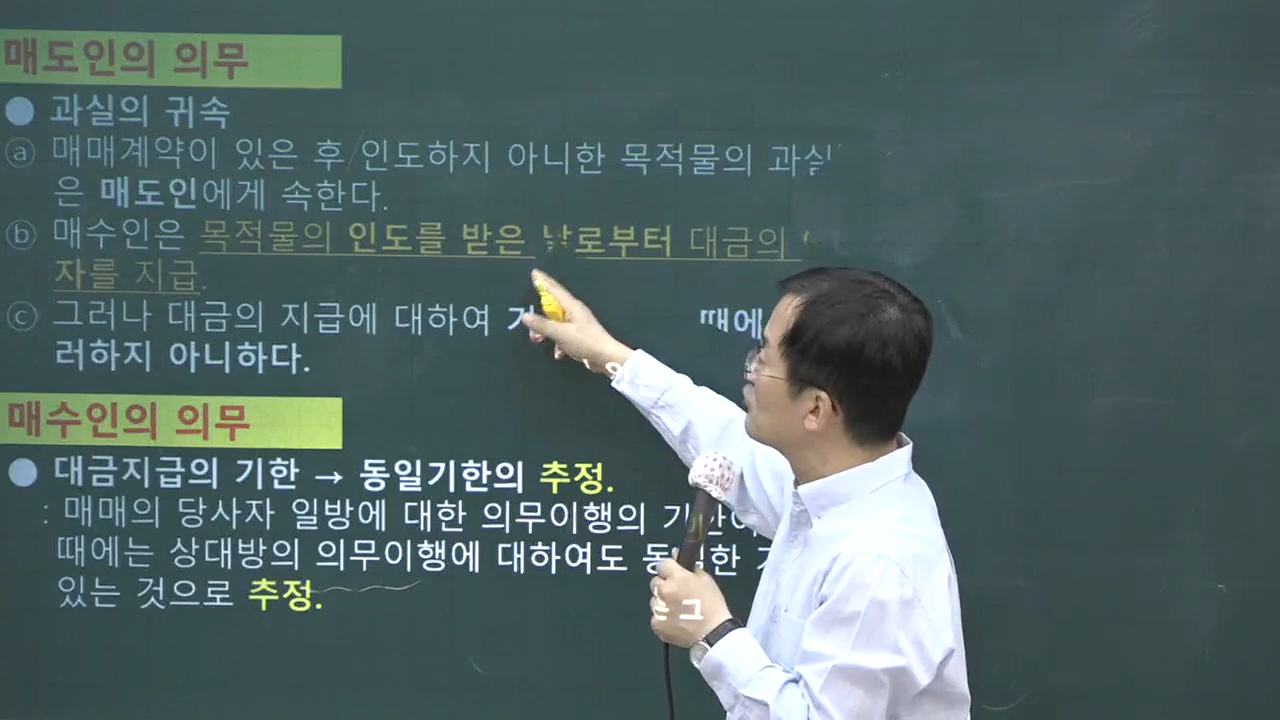 매도인의 의무
● 과실의 귀속
ⓐ 매매계약이 있은 후 인도하지 아니한 목적물의 과실
은 매도인에게 속한다.
ⓑ 매수인은 목적물의 인도를 받은 날로부터 대금의
자를 지급.
ⓒ 그러나 대금의 지급에 대하여 때에
러하지 아니하다.
매수인의 의무
● 대금지급의 기한 → 동일기한의 추정.
: 매매의 당사자 일방에 대한 의무이행의
때에는 상대방의 의무이행에 대하여도
있는 것으로 추정.